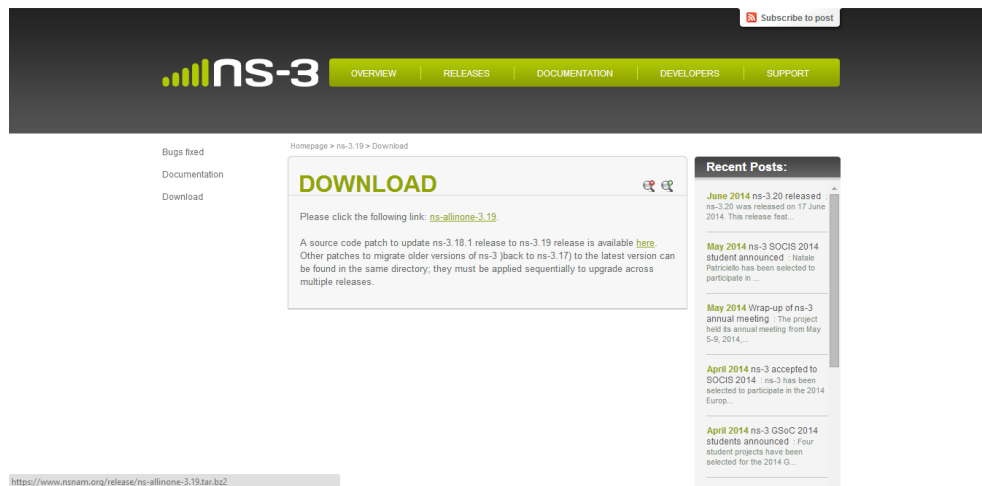 Subscribe to post
ns-3
OVERVIEW
RELEASES
DOCUMENTATION
DEVELOPERS
SUPPORT
Bugs fixed
Documentation
Download
Homepage > ns-3.19 > Download
DOWNLOAD
Please click the following link: ns-allinone-3.19.
A source code patch to update ns-3.18.1 release to ns-3.19 release is available here.
Other patches to migrate older versions of ns-3 )back to ns-3.17) to the latest version can
be found in the same directory; they must be applied sequentially to upgrade across
multiple releases.
Recent Posts:
June 2014 ns-3.20 released :
ns-3.20 was released on 17 June
2014. This release feat...
May 2014 ns-3 SOCIS 2014
student announced : Natale
Patriciello has been selected to
participate in ...
May 2014 Wrap-up of ns-3
annual meeting : The project
held its annual meeting from May
5-9, 2014,...
April 2014 ns-3 accepted to
SOCIS 2014 : ns-3 has been
selected to participate in the 2014
Europ...
April 2014 ns-3 GSoC 2014
students announced : Four
student projects have been
selected for the 2014 G...
https://www.nsnam.org/release/ns-allinone-3.19.tar.bz2